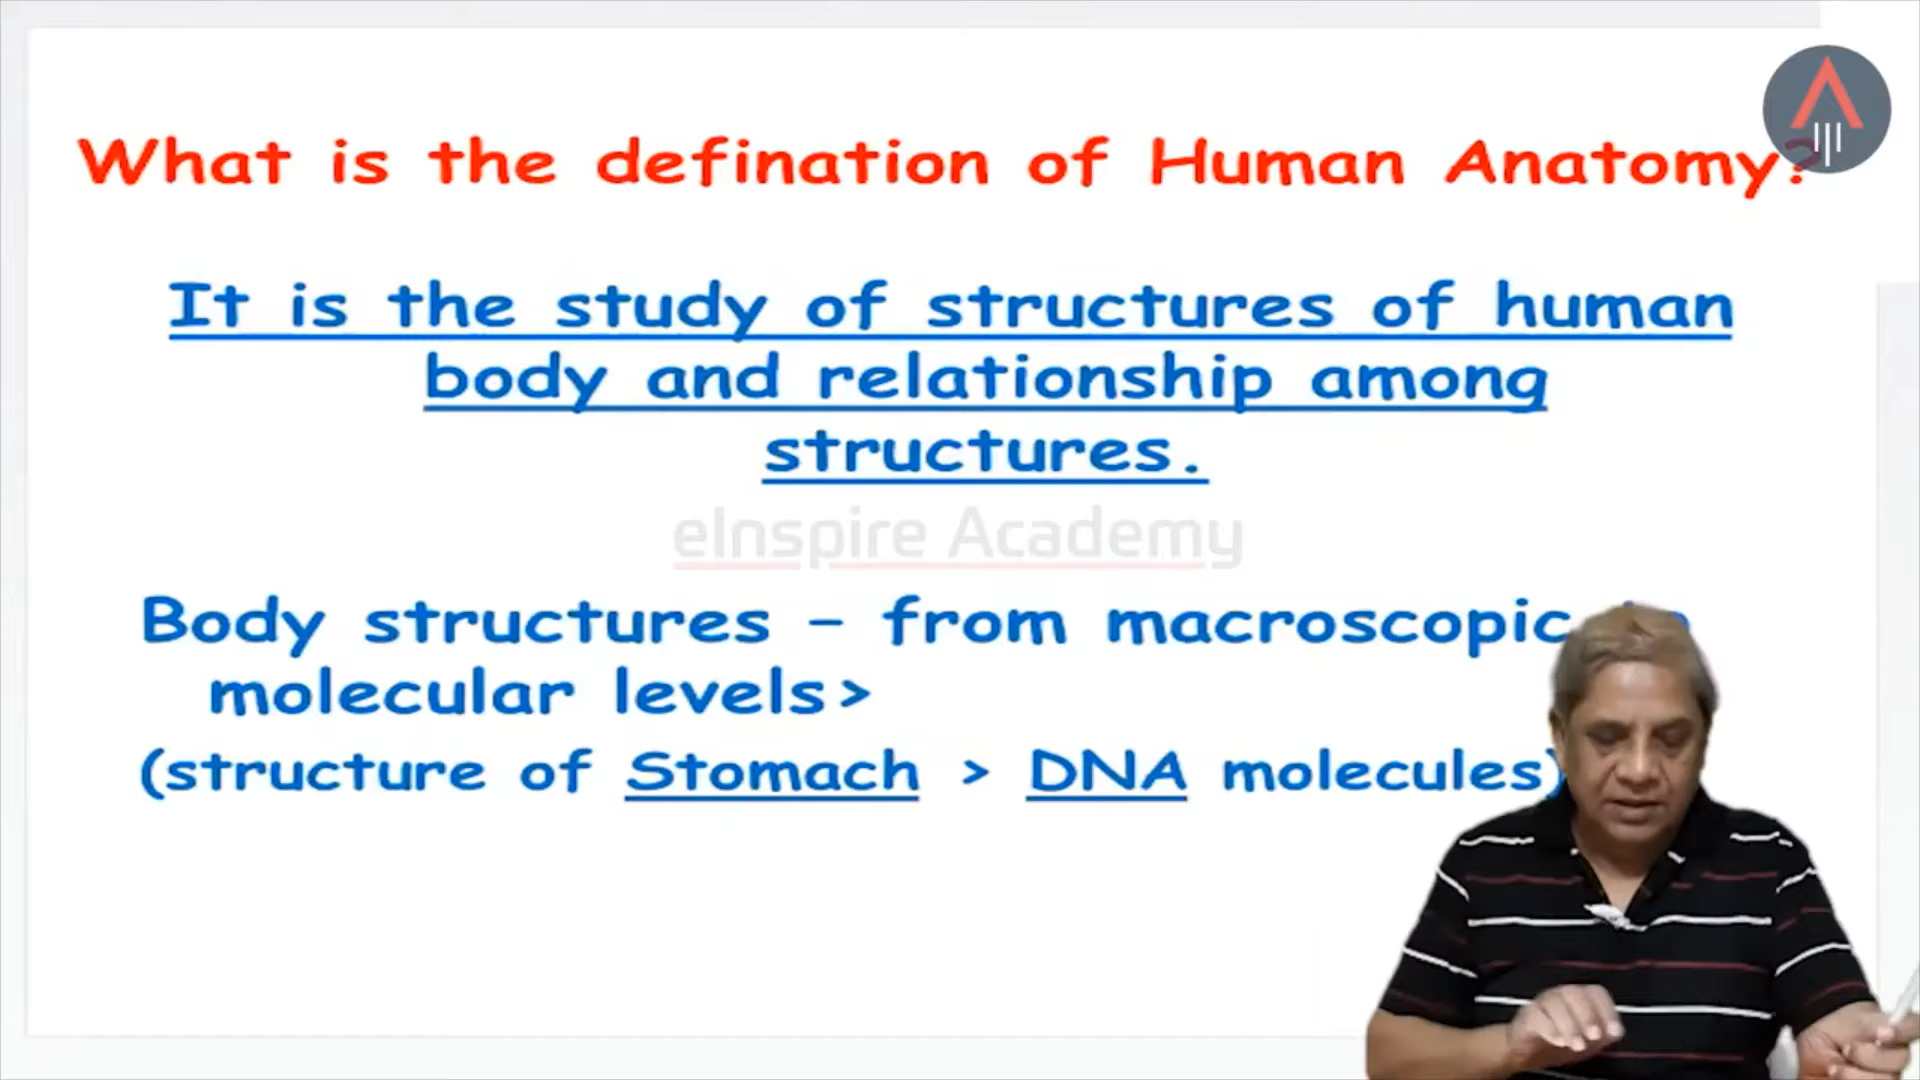 What is the defination of Human Anatomy?
It is the study of structures of human
body and relationship among
structures.
eInspire Academy
Body structures – from macroscopic
molecular levels>
(structure of Stomach > DNA molecules)